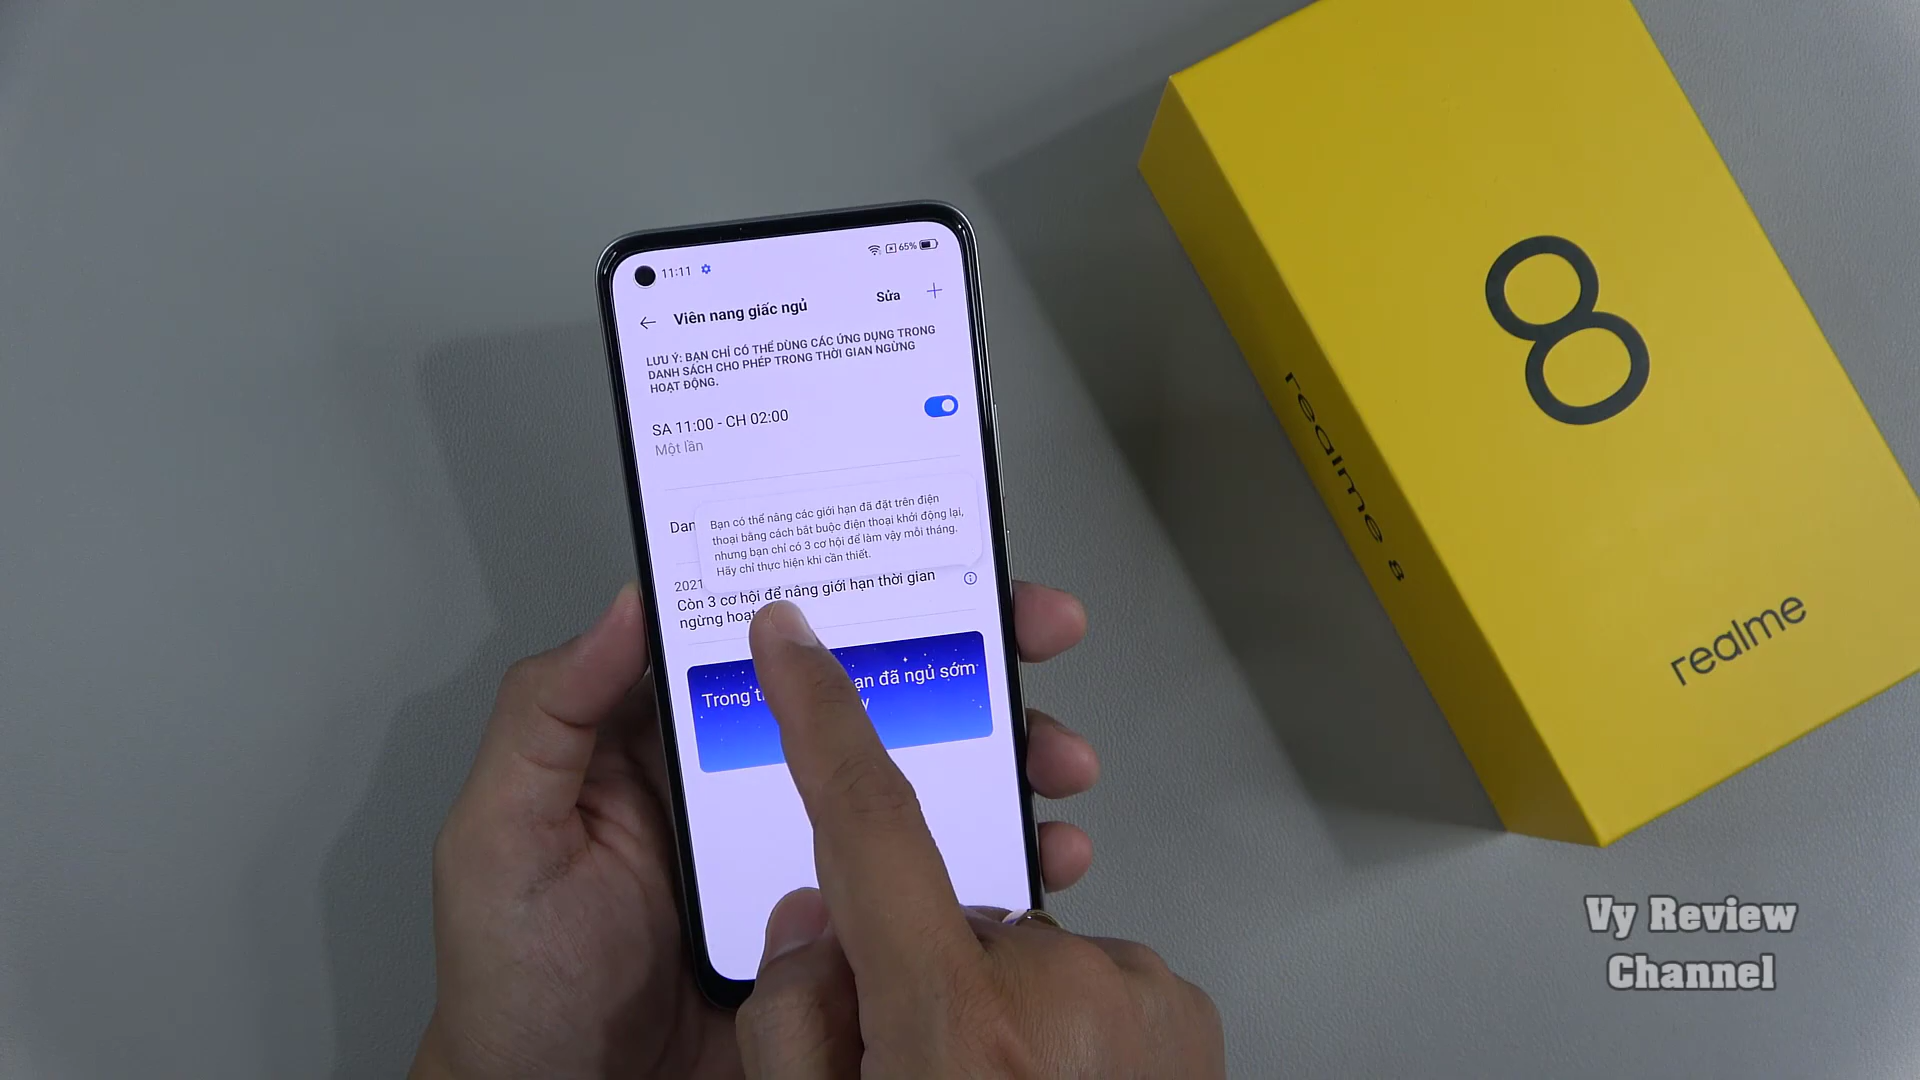 11:11
65%
Viên nang giấc ngủ
Sửa
LƯU Ý: BẠN CHỈ CÓ THỂ DÙNG CÁC ỨNG DỤNG TRONG
DANH SÁCH CHO PHÉP TRONG THỜI GIAN NGỪNG
HOẠT ĐỘNG.
SA 11:00 - CH 02:00
Một lần
Dan
Bạn có thể nâng các giới hạn đã đặt trên điện
thoại bằng cách bắt buộc điện thoại khởi động lại,
nhưng bạn chỉ có 3 cơ hội để làm vậy mỗi tháng.
Hãy chỉ thực hiện khi cần thiết.
2021
Còn 3 cơ hội để nâng giới hạn thời gian
ngừng hoạt
Trong ạn đã ngủ sớm
8
realme 8
realme
Vy Review
Channel